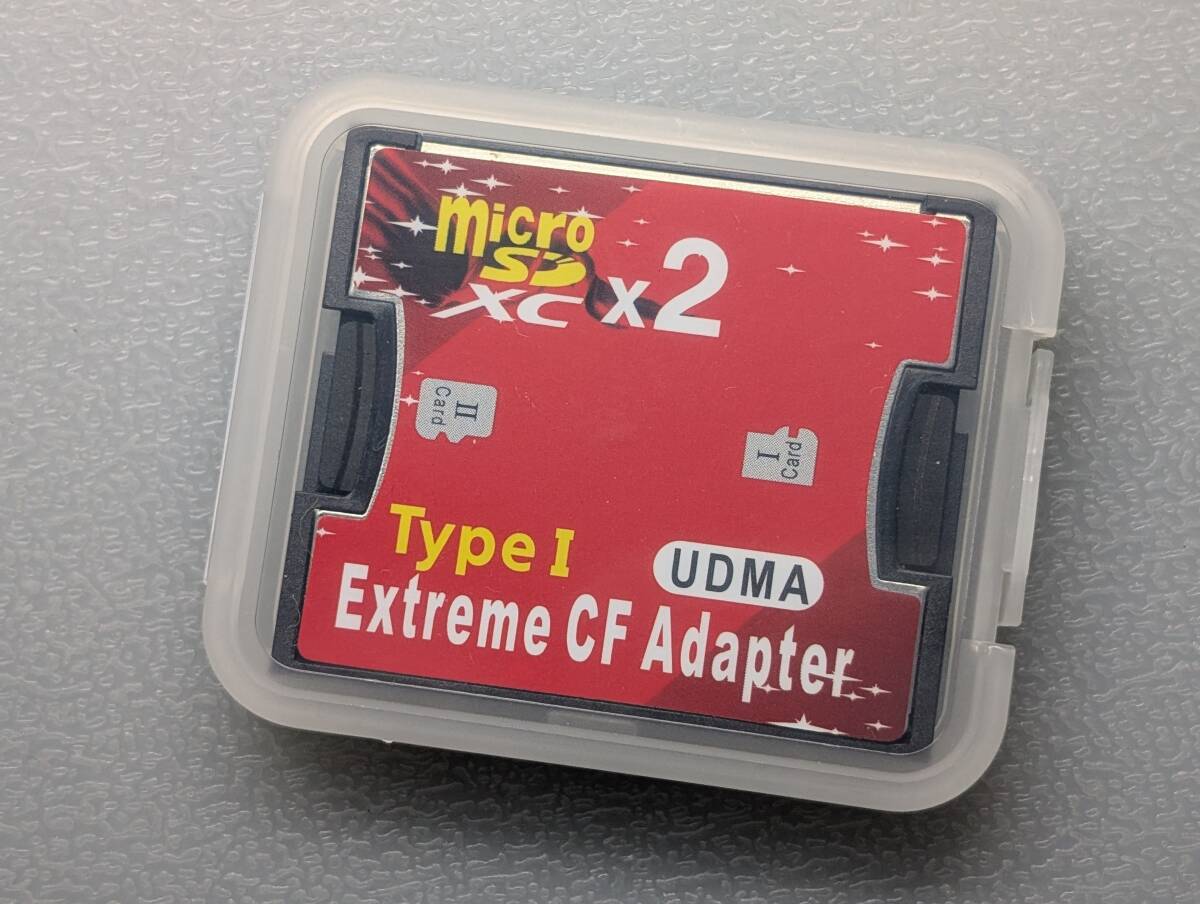 micro
SD
XC x2
II
Card
I
Card
Type I
UDMA
Extreme CF Adapter